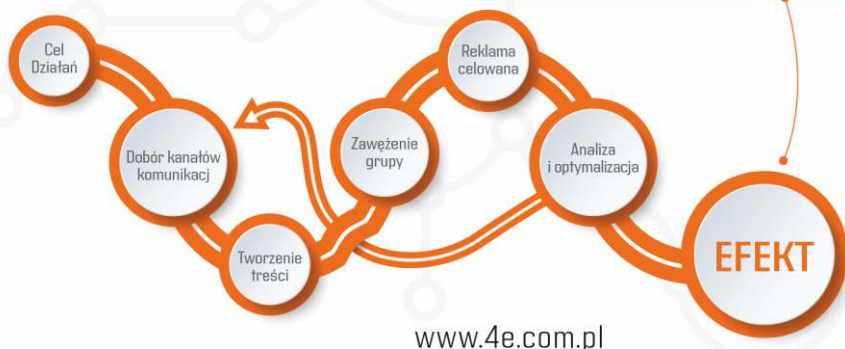 Cel
Działań
Dobór kanałów
komunikacj
Tworzenie
treści
Zawężenie
grupy
Reklama
celowana
Analiza
i optymalizacja
EFEKT
www.4e.com.pl